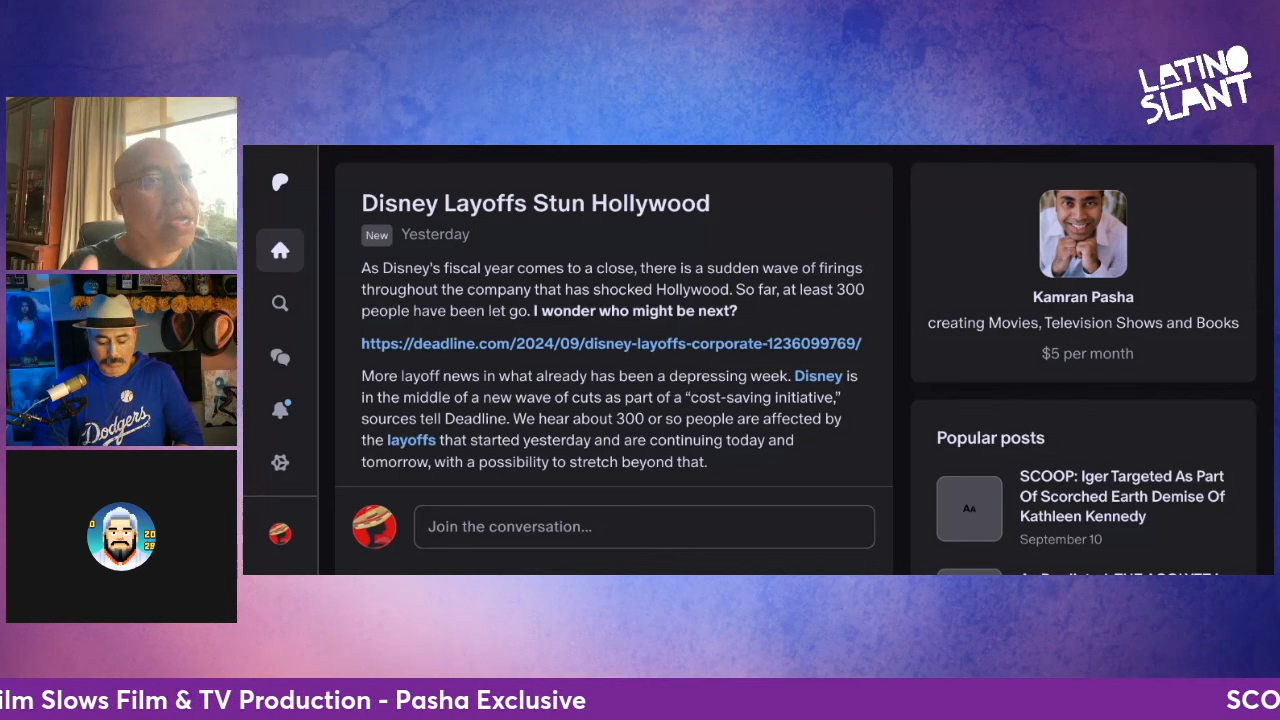 LATINO
SLANT
Disney Layoffs Stun Hollywood
New Yesterday
As Disney's fiscal year comes to a close, there is a sudden wave of firings
throughout the company that has shocked Hollywood. So far, at least 300
people have been let go. I wonder who might be next?
https://deadline.com/2024/09/disney-layoffs-corporate-1236099769/
More layoff news in what already has been a depressing week. Disney is
in the middle of a new wave of cuts as part of a “cost-saving initiative,”
sources tell Deadline. We hear about 300 or so people are affected by
the layoffs that started yesterday and are continuing today and
tomorrow, with a possibility to stretch beyond that.
Join the conversation...
Kamran Pasha
creating Movies, Television Shows and Books
$5 per month
Popular posts
AA
SCOOP: Iger Targeted As Part
Of Scorched Earth Demise Of
Kathleen Kennedy
September 10
Dodgers
0
20
28
ilm Slows Film & TV Production - Pasha Exclusive
SCO